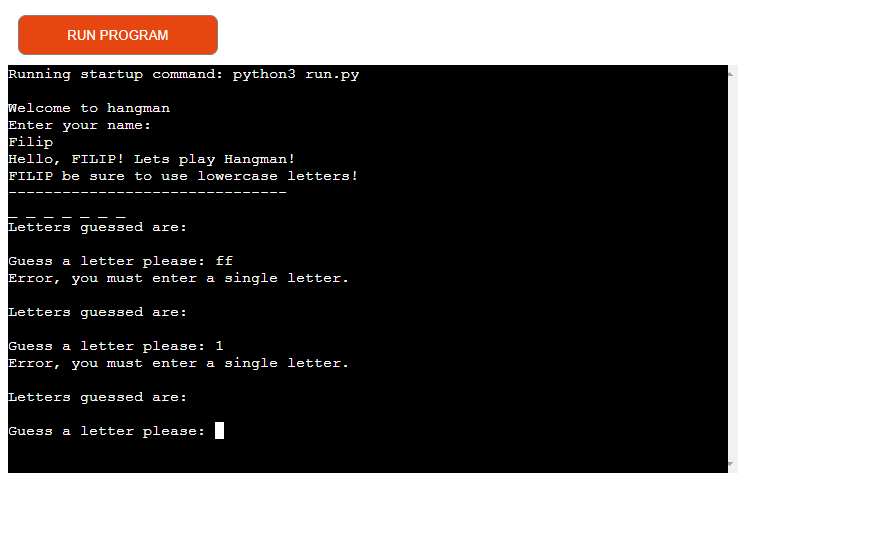 RUN PROGRAM
Running startup command: python3 run.py
Welcome to hangman
Enter your name:
Filip
Hello, FILIP! Lets play Hangman!
FILIP be sure to use lowercase letters!
-------------------------------
_ _ _ _ _ _ _
Letters guessed are:
Guess a letter please: ff
Error, you must enter a single letter.
Letters guessed are:
Guess a letter please: 1
Error, you must enter a single letter.
Letters guessed are:
Guess a letter please: